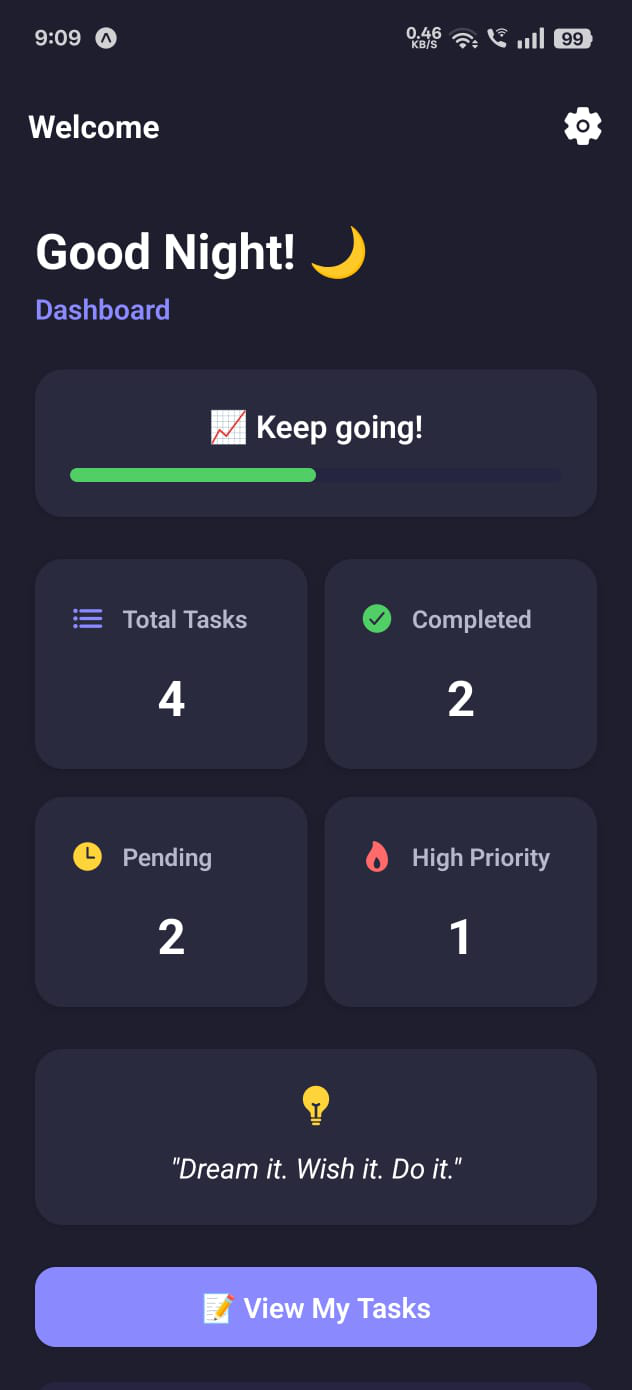 9:09 0.46 KB/S 99
Welcome
Good Night! 🌙
Dashboard
📈 Keep going!
Total Tasks
4
Completed
2
Pending
2
High Priority
1
"Dream it. Wish it. Do it."
📝 View My Tasks